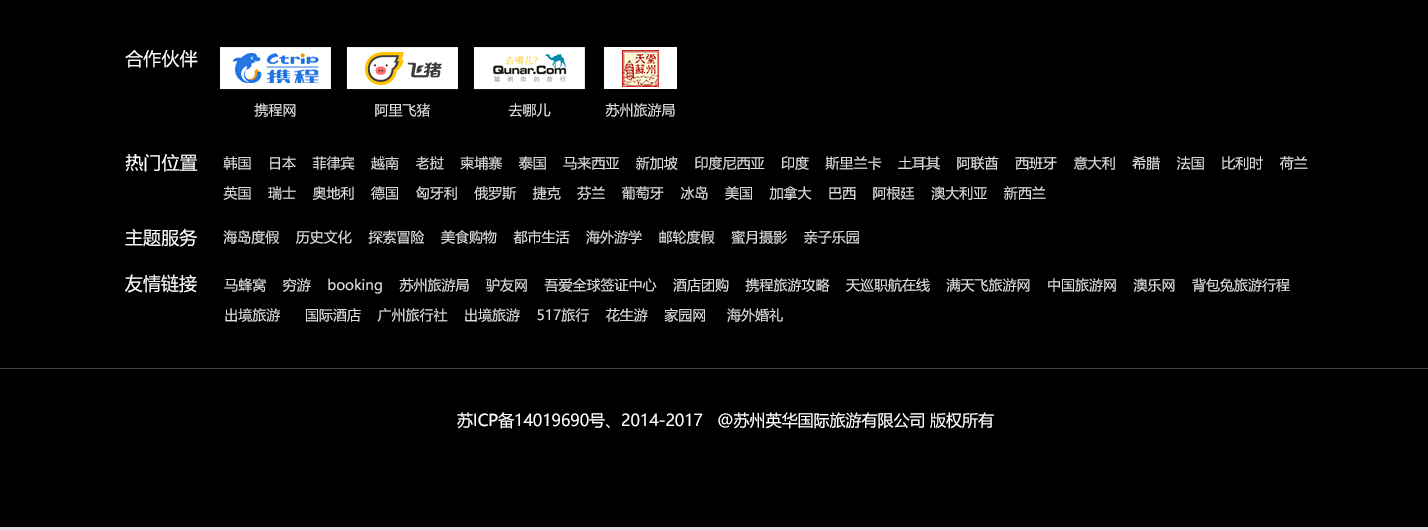 合作伙伴
Ctrip 携程
飞猪
去哪儿?
Qunar.Com
聪明你的旅行
天堂
苏州
携程网 阿里飞猪 去哪儿 苏州旅游局
热门位置 韩国 日本 菲律宾 越南 老挝 柬埔寨 泰国 马来西亚 新加坡 印度尼西亚 印度 斯里兰卡 土耳其 阿联酋 西班牙 意大利 希腊 法国 比利时 荷兰
英国 瑞士 奥地利 德国 匈牙利 俄罗斯 捷克 芬兰 葡萄牙 冰岛 美国 加拿大 巴西 阿根廷 澳大利亚 新西兰
主题服务 海岛度假 历史文化 探索冒险 美食购物 都市生活 海外游学 邮轮度假 蜜月摄影 亲子乐园
友情链接 马蜂窝 穷游 booking 苏州旅游局 驴友网 吾爱全球签证中心 酒店团购 携程旅游攻略 天巡职航在线 满天飞旅游网 中国旅游网 澳乐网 背包兔旅游行程
出境旅游 国际酒店 广州旅行社 出境旅游 517旅行 花生游 家园网 海外婚礼
苏ICP备14019690号、2014-2017 @苏州英华国际旅游有限公司 版权所有